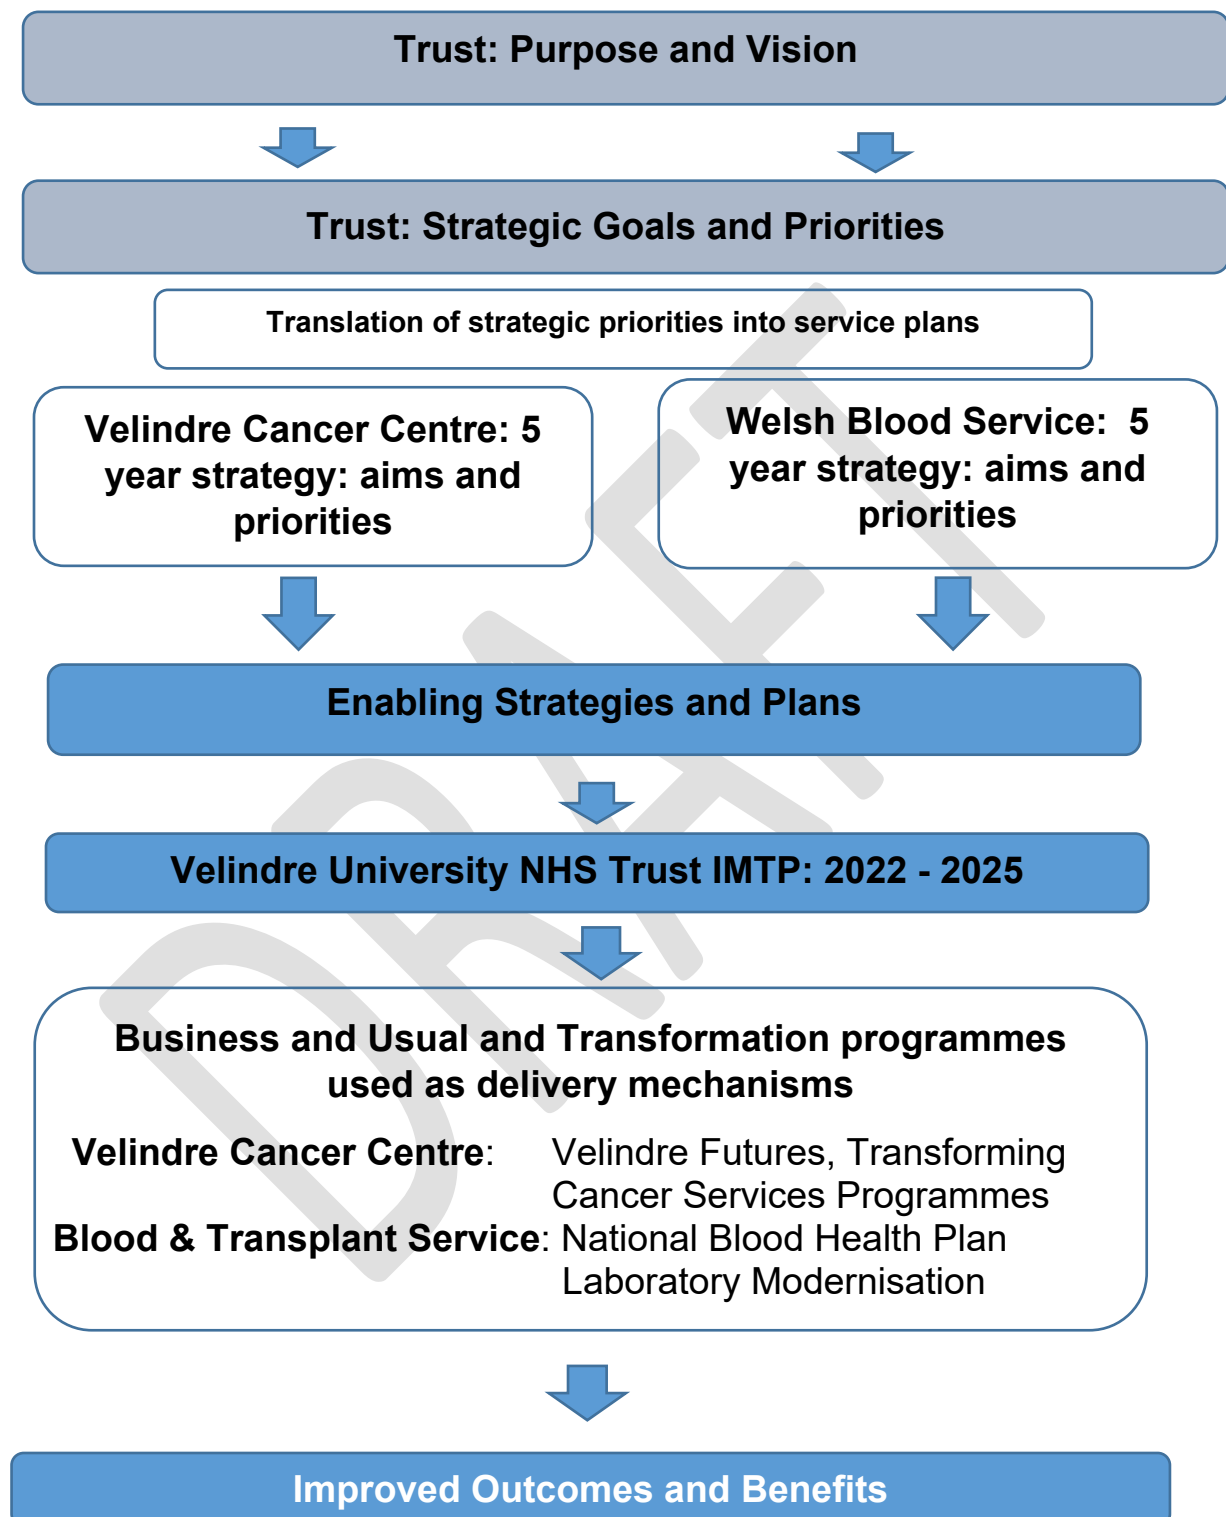 Trust: Purpose and Vision
Trust: Strategic Goals and Priorities
Translation of strategic priorities into service plans
Velindre Cancer Centre: 5
year strategy: aims and
priorities
Welsh Blood Service:  5
year strategy: aims and
priorities
Enabling Strategies and Plans
Velindre University NHS Trust IMTP: 2022 - 2025
Business and Usual and Transformation programmes
used as delivery mechanisms
Velindre Cancer Centre: Velindre Futures, Transforming
Cancer Services Programmes
Blood & Transplant Service: National Blood Health Plan
Laboratory Modernisation
Improved Outcomes and Benefits
DRAFT